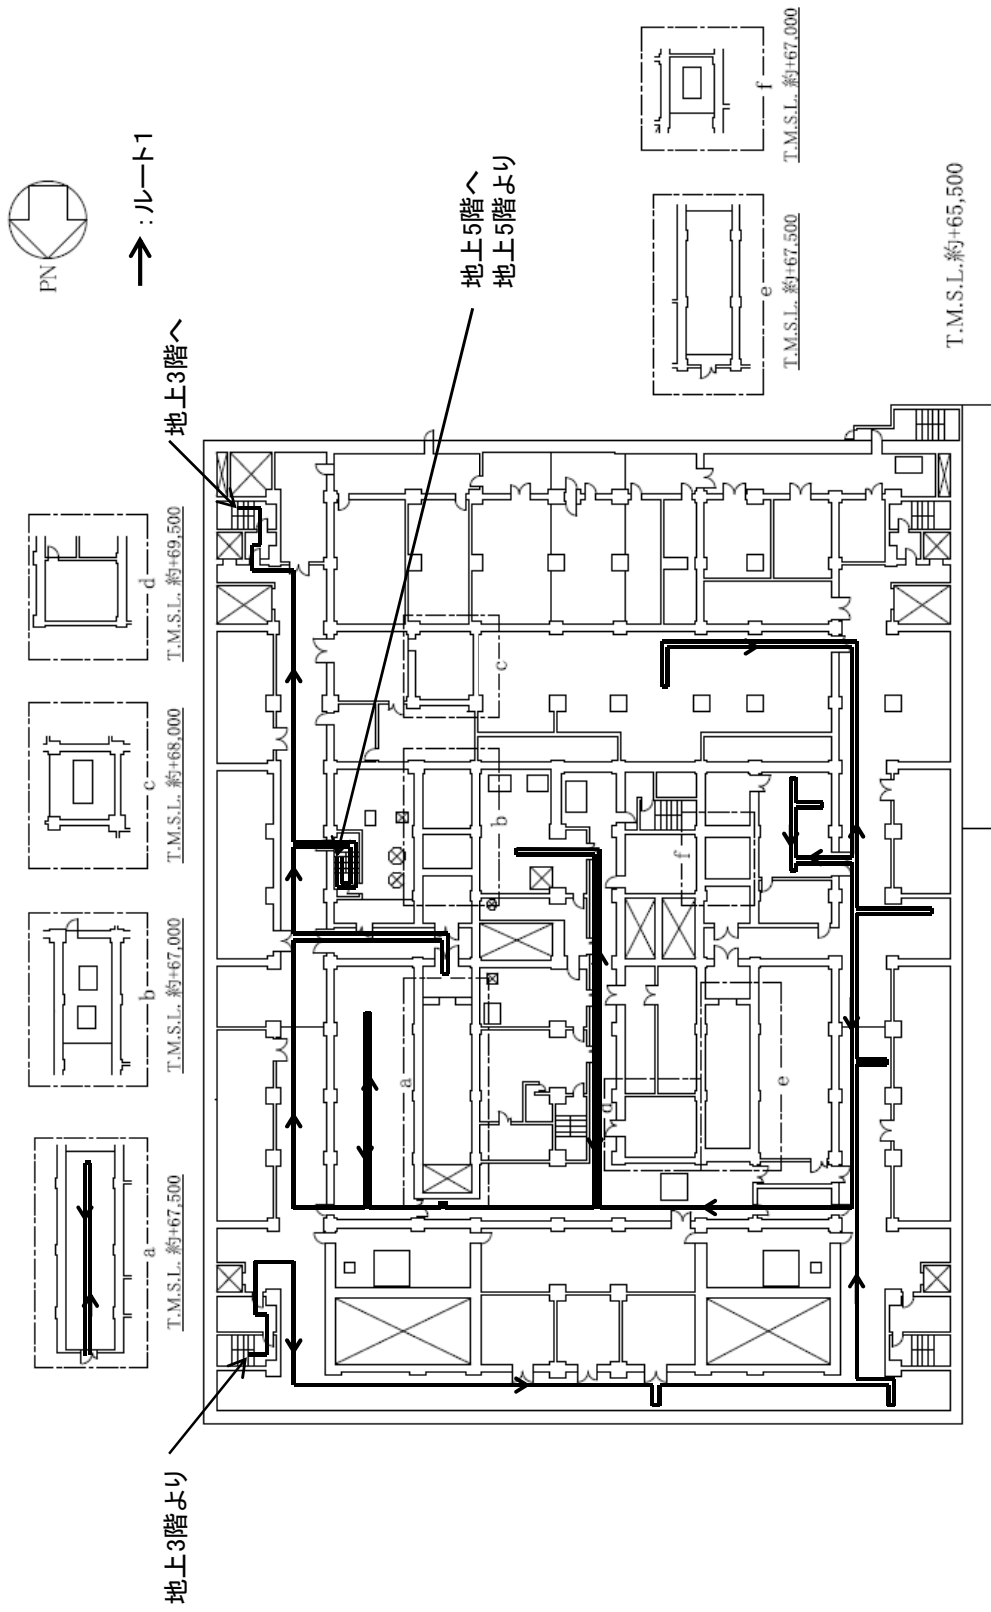 PN
：ルート1
地上3階へ
地上5階へ
地上5階より
地上3階より
a
T.M.S.L. 約+67,500
b
T.M.S.L. 約+67,000
c
T.M.S.L. 約+68,000
d
T.M.S.L. 約+69,500
e
T.M.S.L. 約+67,500
f
T.M.S.L. 約+67,000
a
b
c
d
e
f
T.M.S.L.約+65,500